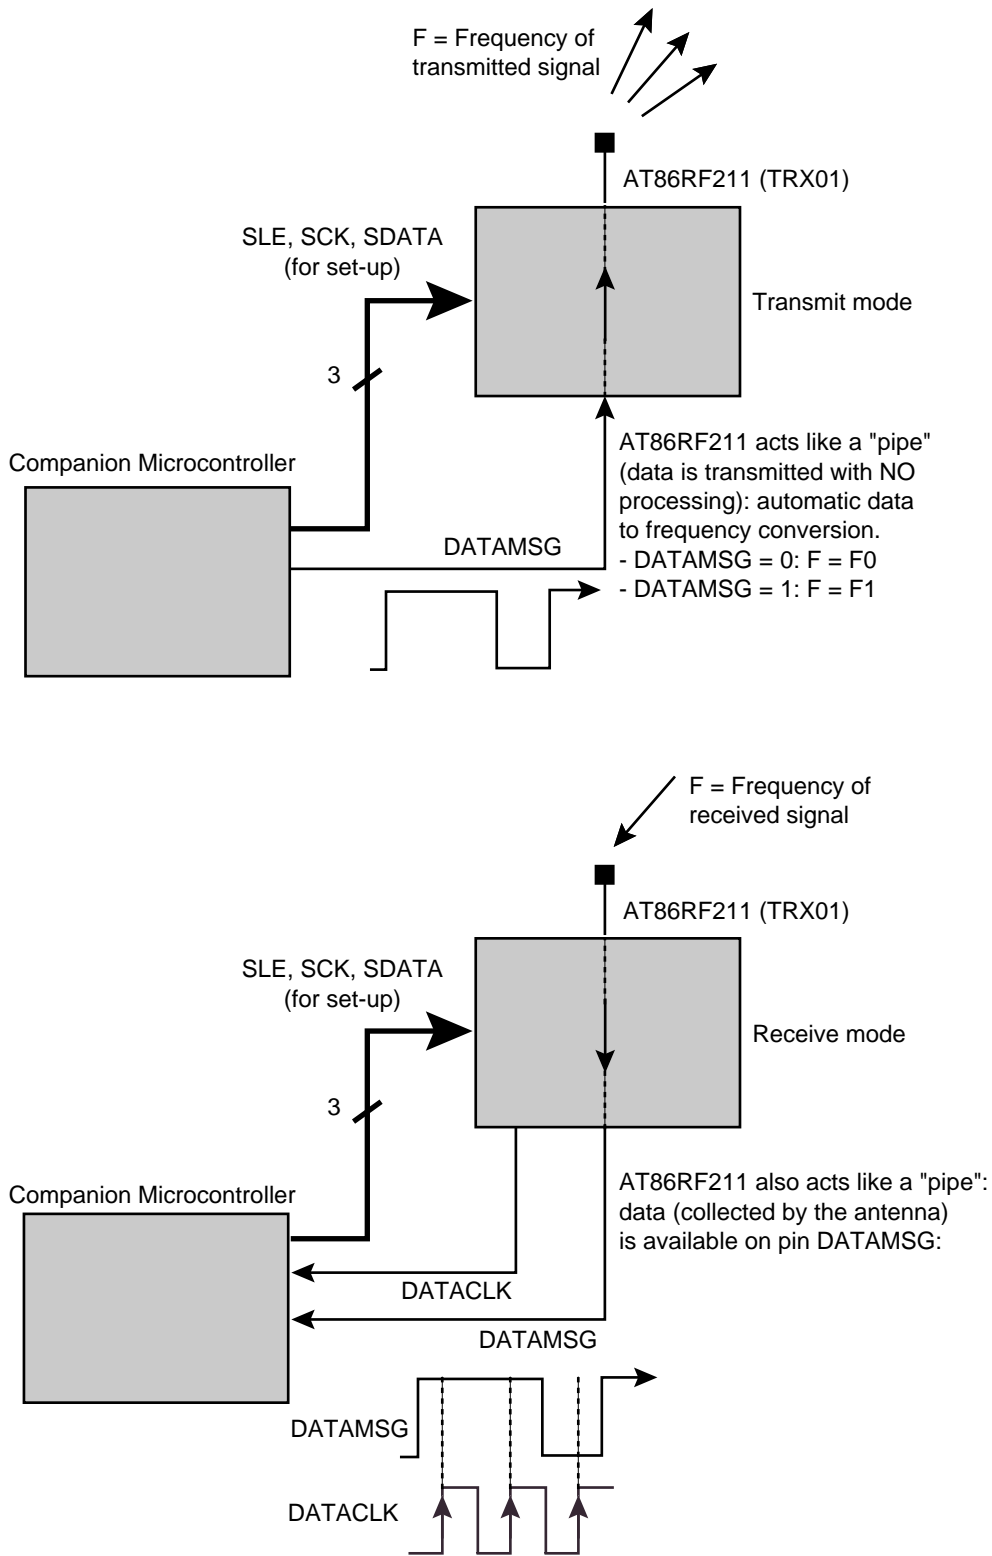 F = Frequency of
transmitted signal
AT86RF211 (TRX01)
SLE, SCK, SDATA
(for set-up)
Transmit mode
3
AT86RF211 acts like a "pipe"
(data is transmitted with NO
processing): automatic data
to frequency conversion.
- DATAMSG = 0: F = F0
- DATAMSG = 1: F = F1
Companion Microcontroller
DATAMSG
F = Frequency of
received signal
AT86RF211 (TRX01)
SLE, SCK, SDATA
(for set-up)
Receive mode
3
AT86RF211 also acts like a "pipe":
data (collected by the antenna)
is available on pin DATAMSG:
Companion Microcontroller
DATACLK
DATAMSG
DATAMSG
DATACLK